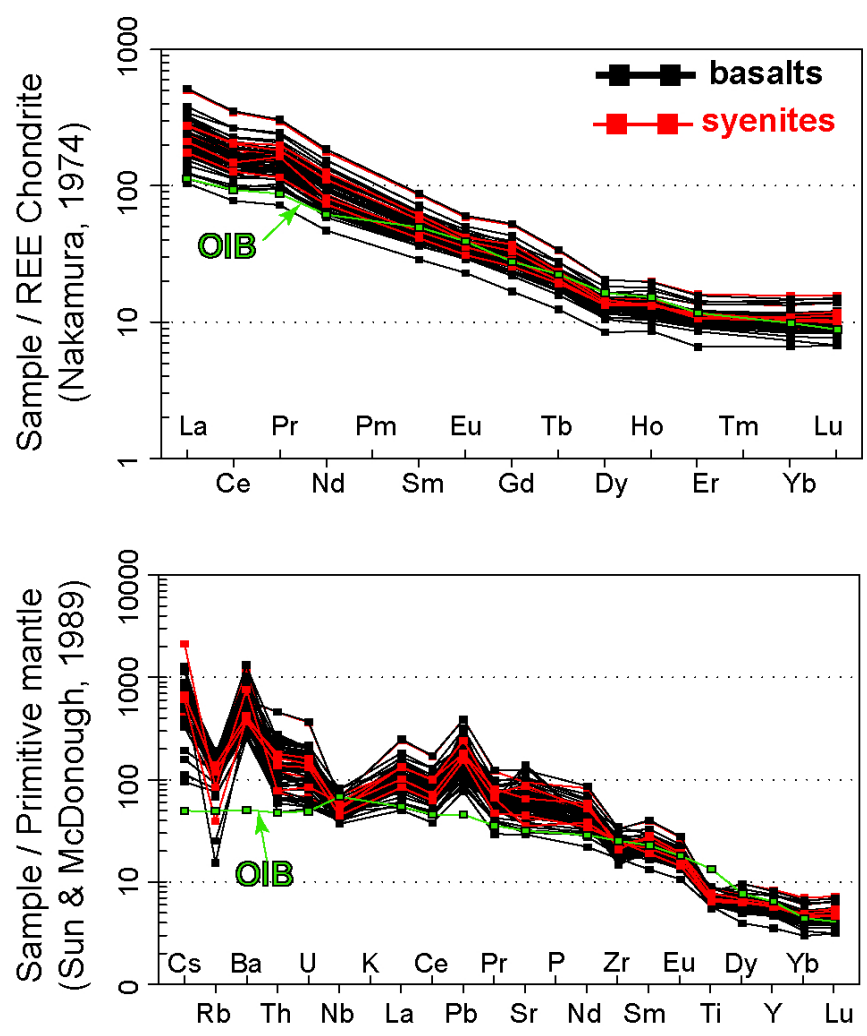 Sample / REE Chondrite
(Nakamura, 1974)
1000
100
10
1
basalts
syenites
OIB
La Pr Pm Eu Tb Ho Tm Lu
Ce Nd Sm Gd Dy Er Yb
Sample / Primitive mantle
(Sun & McDonough, 1989)
10000
1000
100
10
0
OIB
Cs Ba U K Ce Pr P Zr Eu Dy Yb
Rb Th Nb La Pb Sr Nd Sm Ti Y Lu